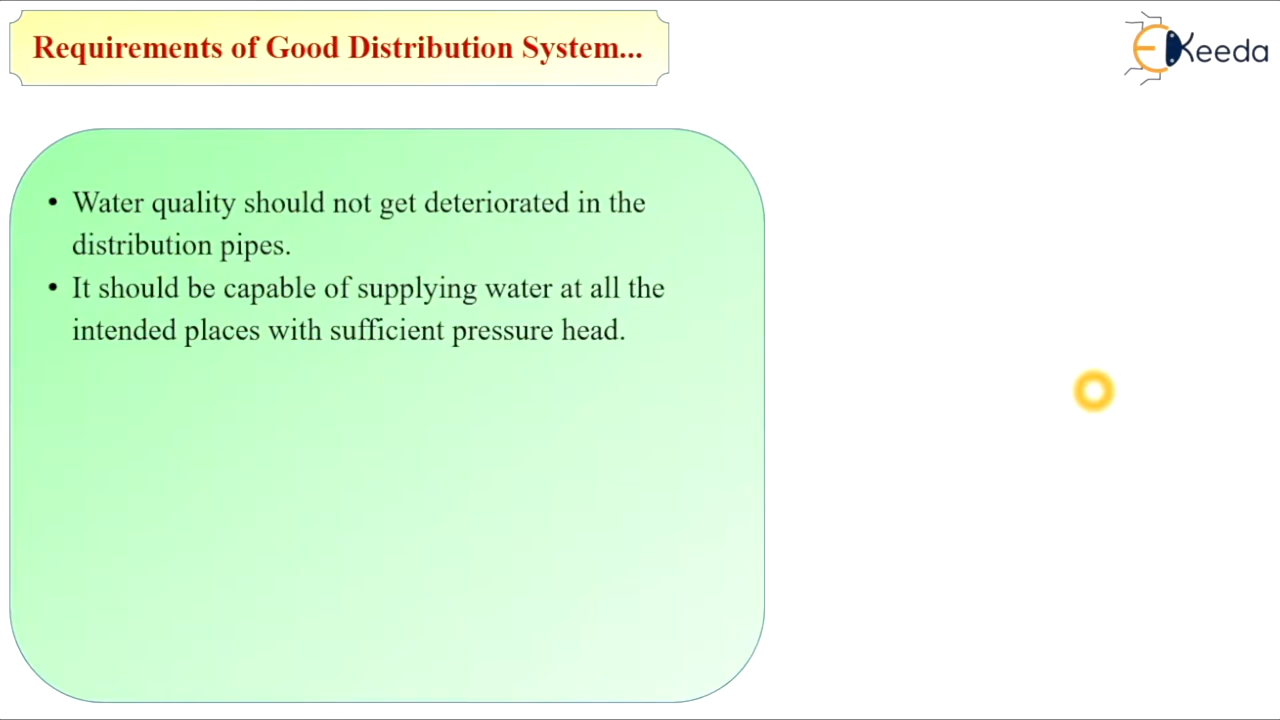 Requirements of Good Distribution System...
EKeeda
• Water quality should not get deteriorated in the
distribution pipes.
• It should be capable of supplying water at all the
intended places with sufficient pressure head.